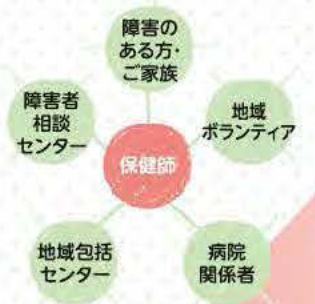 障害の
ある方・
ご家族
障害者
相談
センター
地域
ボランティア
保健師
地域包括
センター
病院
関係者